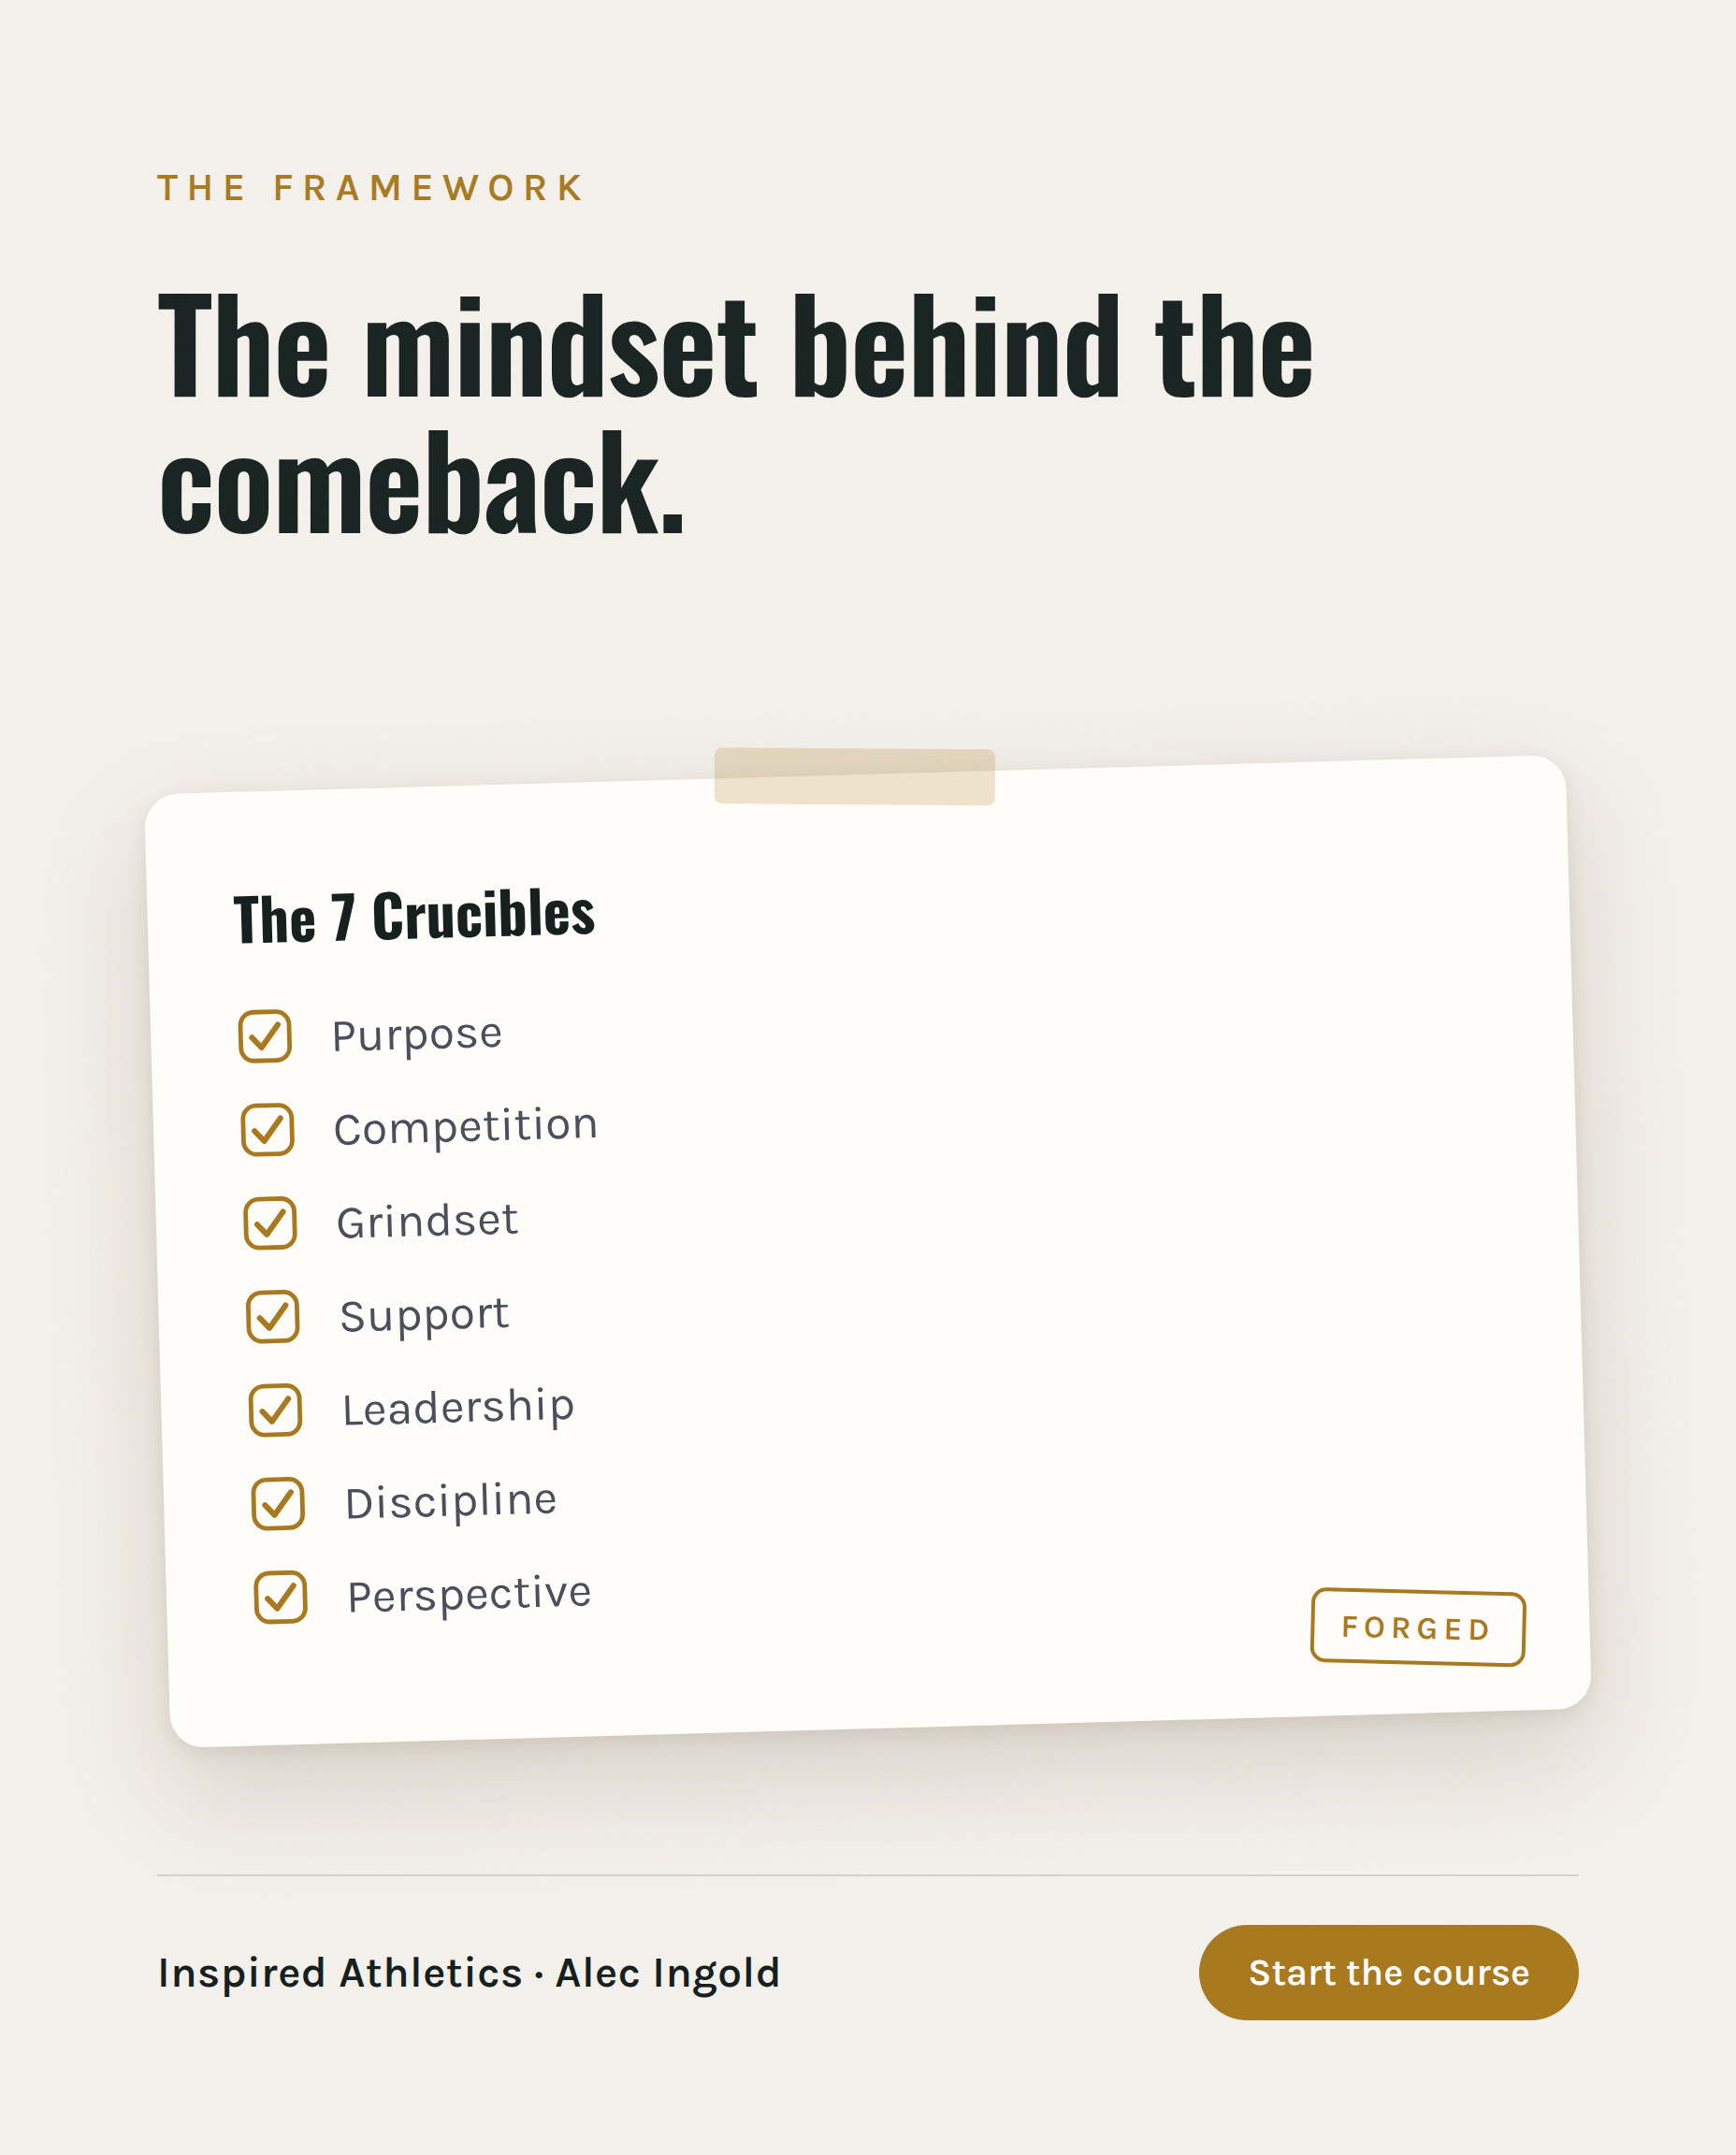 THE FRAMEWORK
The mindset behind the
comeback.
The 7 Crucibles
Purpose
Competition
Grindset
Support
Leadership
Discipline
Perspective
FORGED
Inspired Athletics · Alec Ingold
Start the course